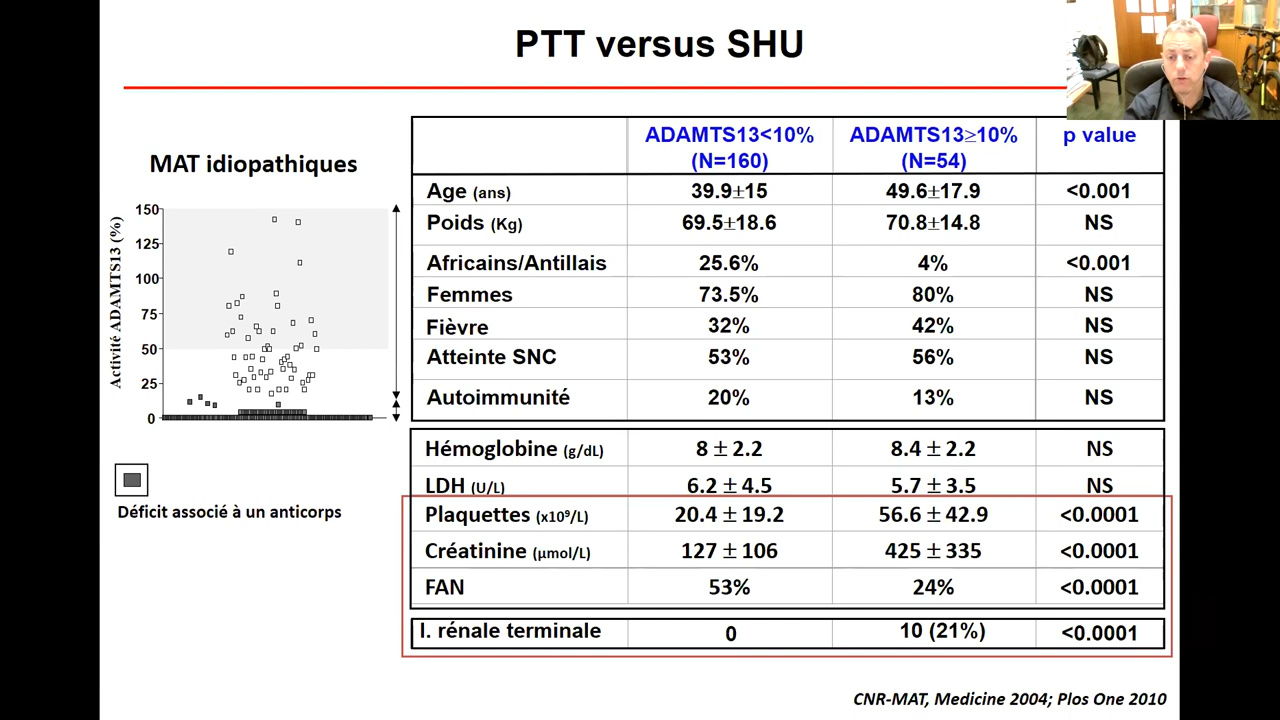 PTT versus SHU
MAT idiopathiques
Activité ADAMTS13 (%)
150
125
100
75
50
25
0
Déficit associé à un anticorps
ADAMTS13<10% (N=160) ADAMTS13≥10% (N=54) p value
Age (ans) 39.9±15 49.6±17.9 <0.001
Poids (Kg) 69.5±18.6 70.8±14.8 NS
Africains/Antillais 25.6% 4% <0.001
Femmes 73.5% 80% NS
Fièvre 32% 42% NS
Atteinte SNC 53% 56% NS
Autoimmunité 20% 13% NS
Hémoglobine (g/dL) 8 ± 2.2 8.4 ± 2.2 NS
LDH (U/L) 6.2 ± 4.5 5.7 ± 3.5 NS
Plaquettes (x10⁹/L) 20.4 ± 19.2 56.6 ± 42.9 <0.0001
Créatinine (µmol/L) 127 ± 106 425 ± 335 <0.0001
FAN 53% 24% <0.0001
I. rénale terminale 0 10 (21%) <0.0001
CNR-MAT, Medicine 2004; Plos One 2010